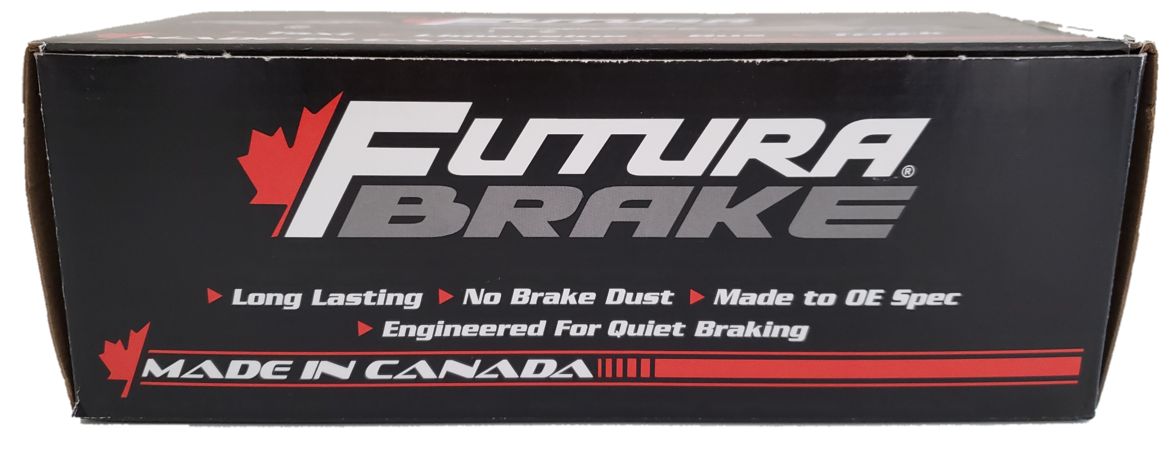 FUTURA®
BRAKE
Long Lasting No Brake Dust Made to OE Spec
Engineered For Quiet Braking
MADE IN CANADA